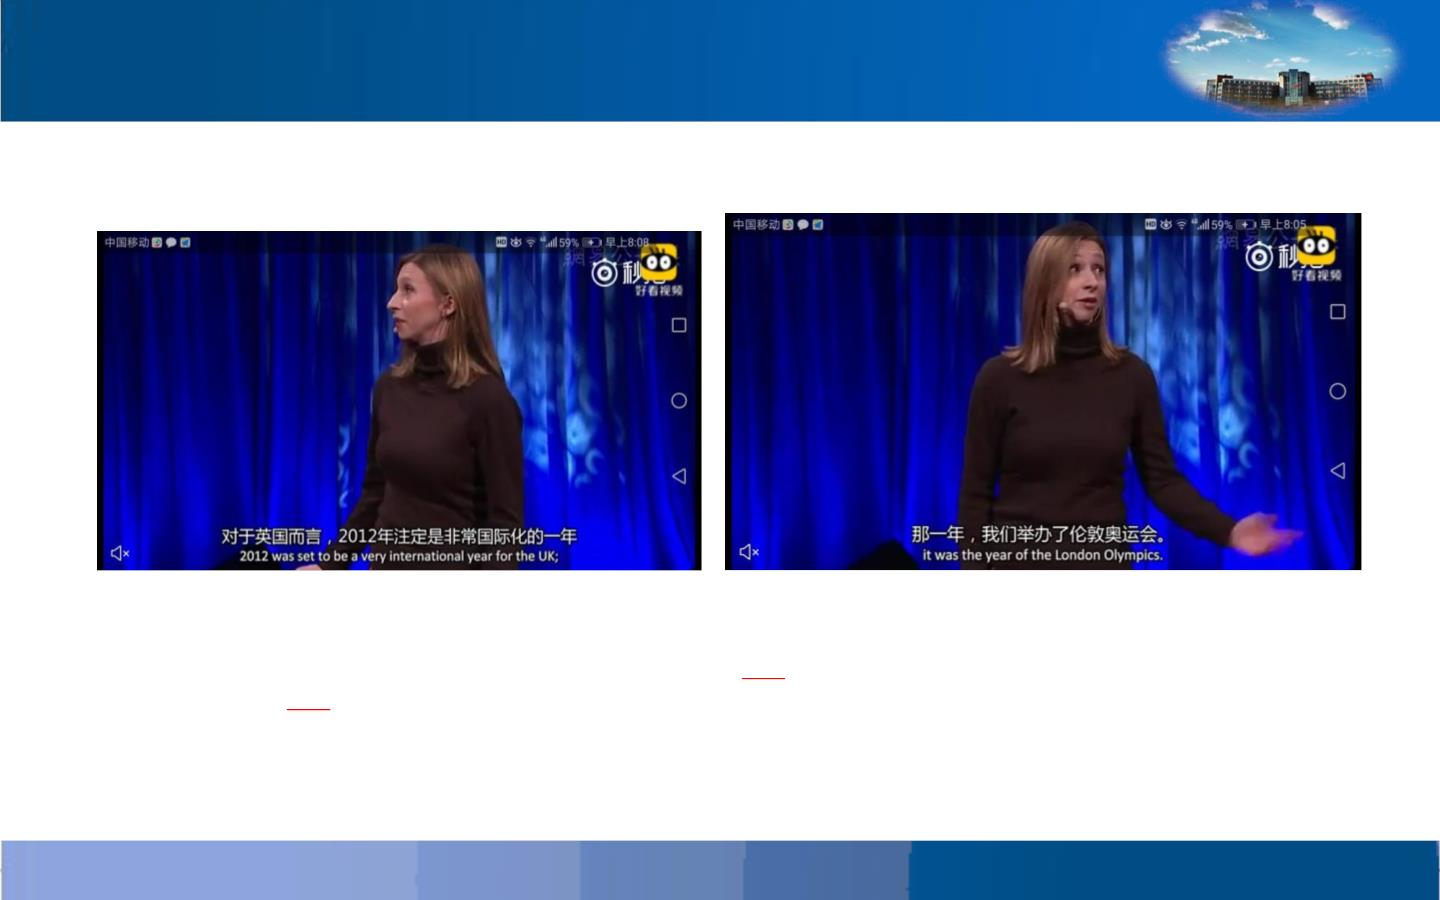 中国移动 HD 59% 早上8:08
好看视频
对于英国而言，2012年注定是非常国际化的一年
2012 was set to be a very international year for the UK;
中国移动 HD 59% 早上8:05
好看视频
那一年，我们举办了伦敦奥运会。
it was the year of the London Olympics.